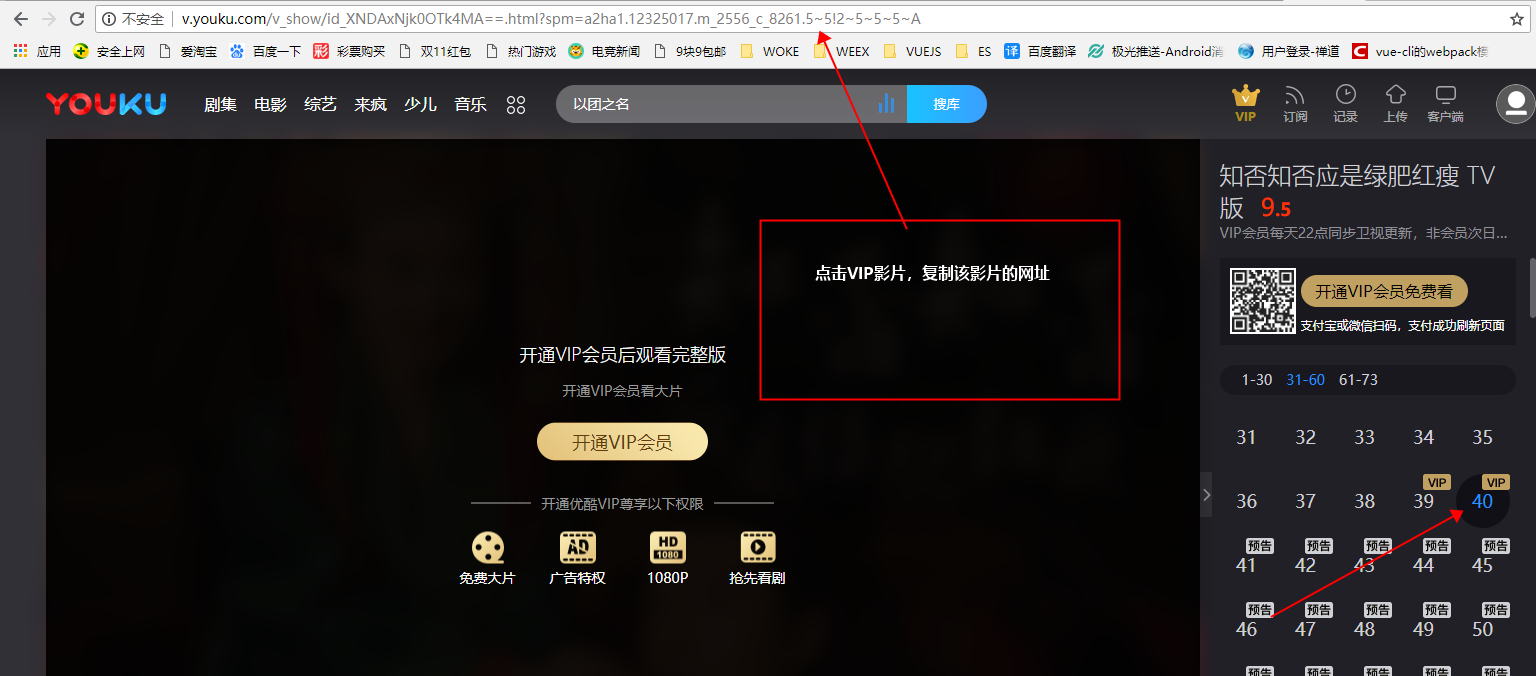 不安全 v.youku.com/v_show/id_XNDAxNjk0OTk4MA==.html?spm=a2ha1.12325017.m_2556_c_8261.5~5!2~5~5~5~A
应用 安全上网 爱淘宝 百度一下 彩票购买 双11红包 热门游戏 电竞新闻 9块9包邮 WOKE WEEX VUEJS ES 百度翻译 极光推送-Android消 用户登录-禅道 vue-cli的webpack模
YOUKU 剧集 电影 综艺 来疯 少儿 音乐 以团之名 搜库
VIP 订阅 记录 上传 客户端
知否知否应是绿肥红瘦 TV
版 9.5
VIP会员每天22点同步卫视更新，非会员次日...
开通VIP会员免费看
支付宝或微信扫码，支付成功刷新页面
点击VIP影片，复制该影片的网址
开通VIP会员后观看完整版
开通VIP会员看大片
开通VIP会员
开通优酷VIP尊享以下权限
AD HD 1080
免费大片 广告特权 1080P 抢先看剧
1-30 31-60 61-73
31 32 33 34 35
VIP VIP
36 37 38 39 40
预告 预告 预告 预告 预告
41 42 43 44 45
预告 预告 预告 预告 预告
46 47 48 49 50
预告 预告 预告 预告 预告